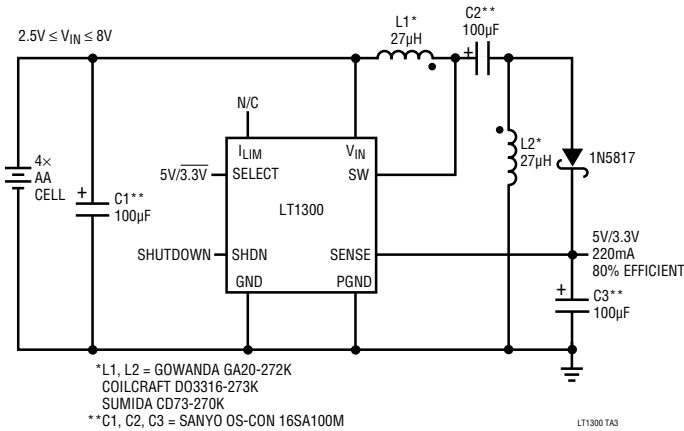 2.5V ≤ VIN ≤ 8V
L1*
27µH
C2**
100µF
+
N/C
ILIM
VIN
L2*
27µH
1N5817
4×
AA
CELL
+
C1**
100µF
5V/3.3V
SELECT
SW
LT1300
SHUTDOWN
SHDN
SENSE
5V/3.3V
220mA
80% EFFICIENT
GND
PGND
+
C3**
100µF
*L1, L2 = GOWANDA GA20-272K
COILCRAFT DO3316-273K
SUMIDA CD73-270K
**C1, C2, C3 = SANYO OS-CON 16SA100M
LT1300 TA3